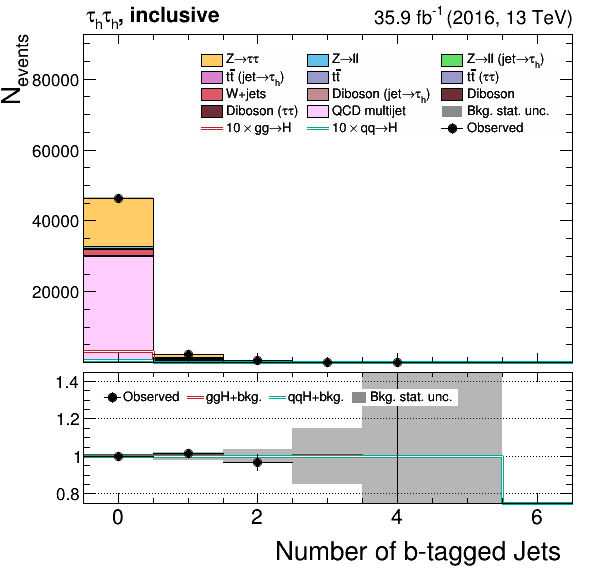 τhτh, inclusive 35.9 fb-1 (2016, 13 TeV)
Nevents
80000
60000
40000
20000
Z→ττ Z→ll Z→ll (jet→τh)
tt̄ (jet→τh) tt̄ tt̄ (ττ)
W+jets Diboson (jet→τh) Diboson
Diboson (ττ) QCD multijet Bkg. stat. unc.
10 × gg→H 10 × qq→H Observed
1.4
1.2
1
0.8
Observed ggH+bkg. qqH+bkg. Bkg. stat. unc.
0 2 4 6
Number of b-tagged Jets